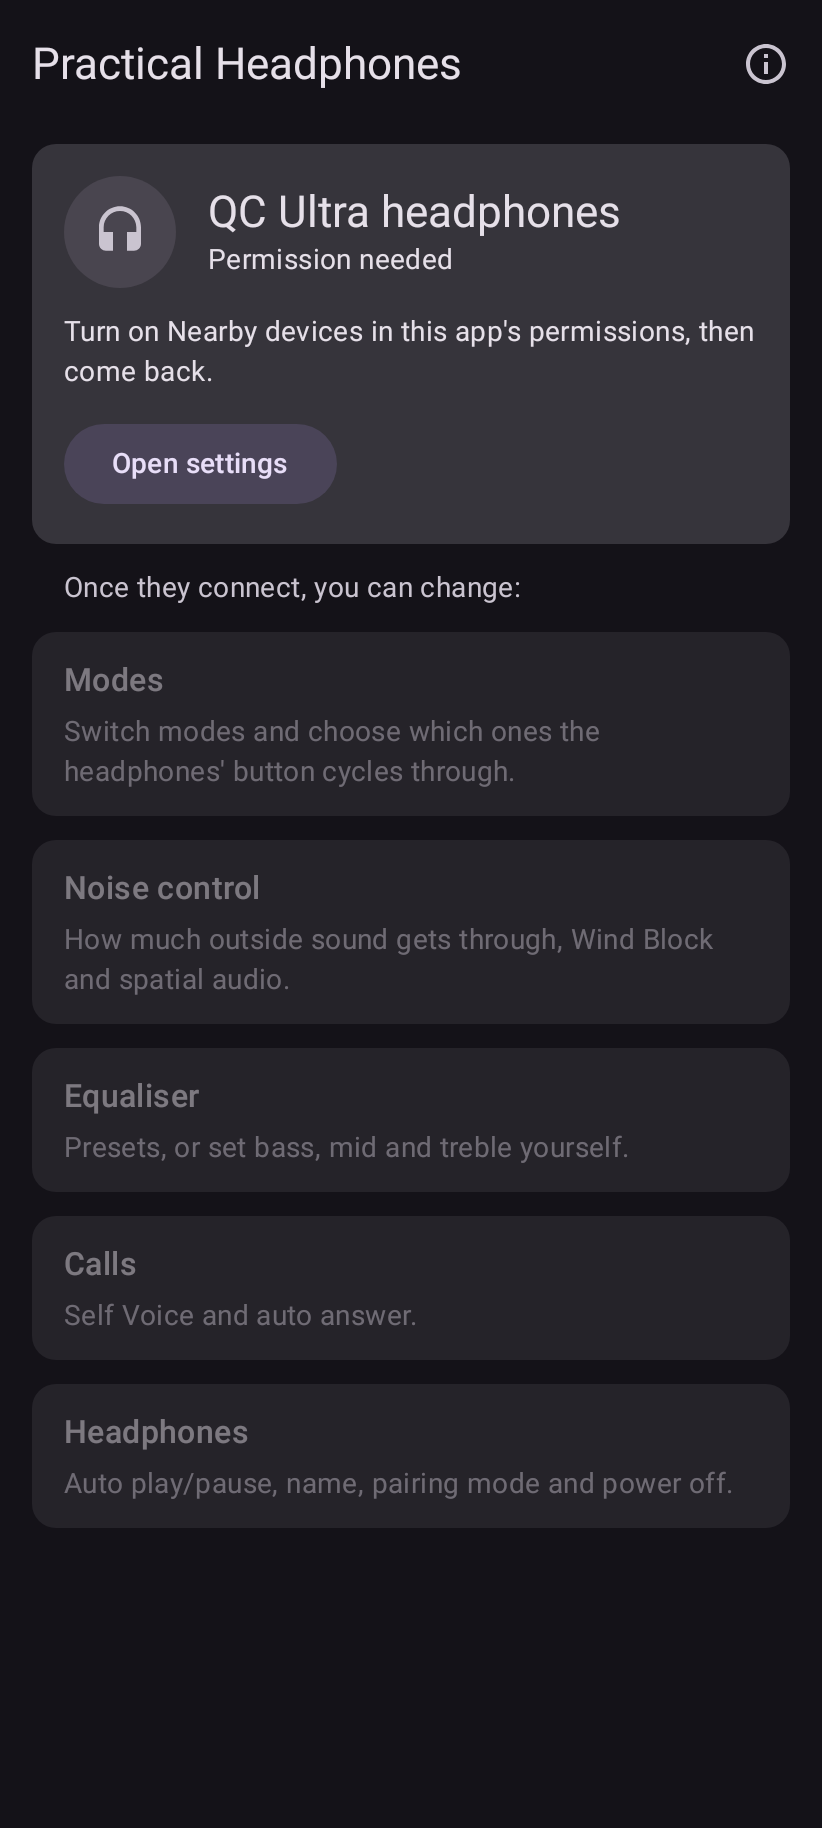 Practical Headphones
QC Ultra headphones
Permission needed
Turn on Nearby devices in this app's permissions, then
come back.
Open settings
Once they connect, you can change:
Modes
Switch modes and choose which ones the
headphones' button cycles through.
Noise control
How much outside sound gets through, Wind Block
and spatial audio.
Equaliser
Presets, or set bass, mid and treble yourself.
Calls
Self Voice and auto answer.
Headphones
Auto play/pause, name, pairing mode and power off.